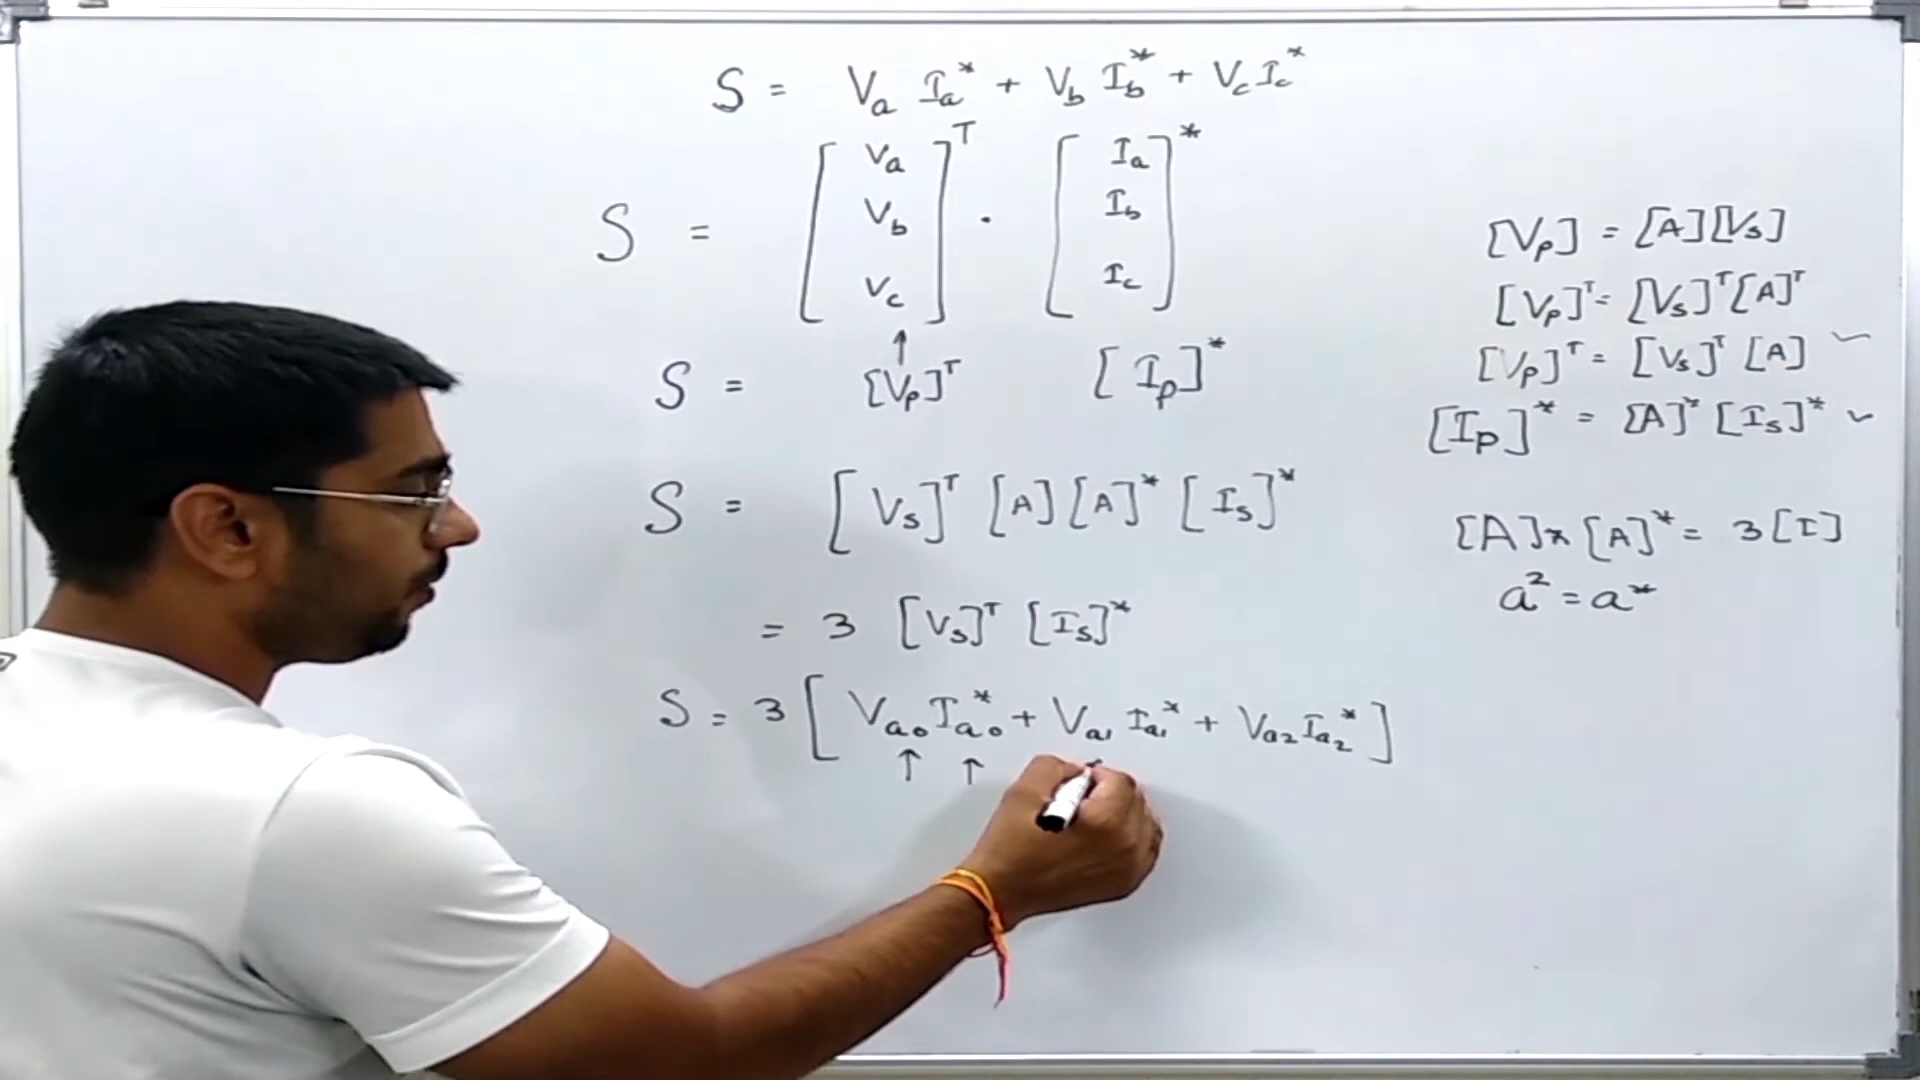 S = Va Ia* + Vb Ib* + Vc Ic*
S = [Va Vb Vc]ᵀ · [Ia Ib Ic]*
S = [Vp]ᵀ [Ip]*
S = [Vs]ᵀ [A] [A]* [Is]*
= 3 [Vs]ᵀ [Is]*
S = 3 [Va₀ Ia₀* + Va₁ Ia₁* + Va₂ Ia₂*]
[Vp] = [A][Vs]
[Vp]ᵀ = [Vs]ᵀ[A]ᵀ
[Vp]ᵀ = [Vs]ᵀ [A]
[Ip]* = [A]* [Is]*
[A]*[A]* = 3[I]
a² = a*